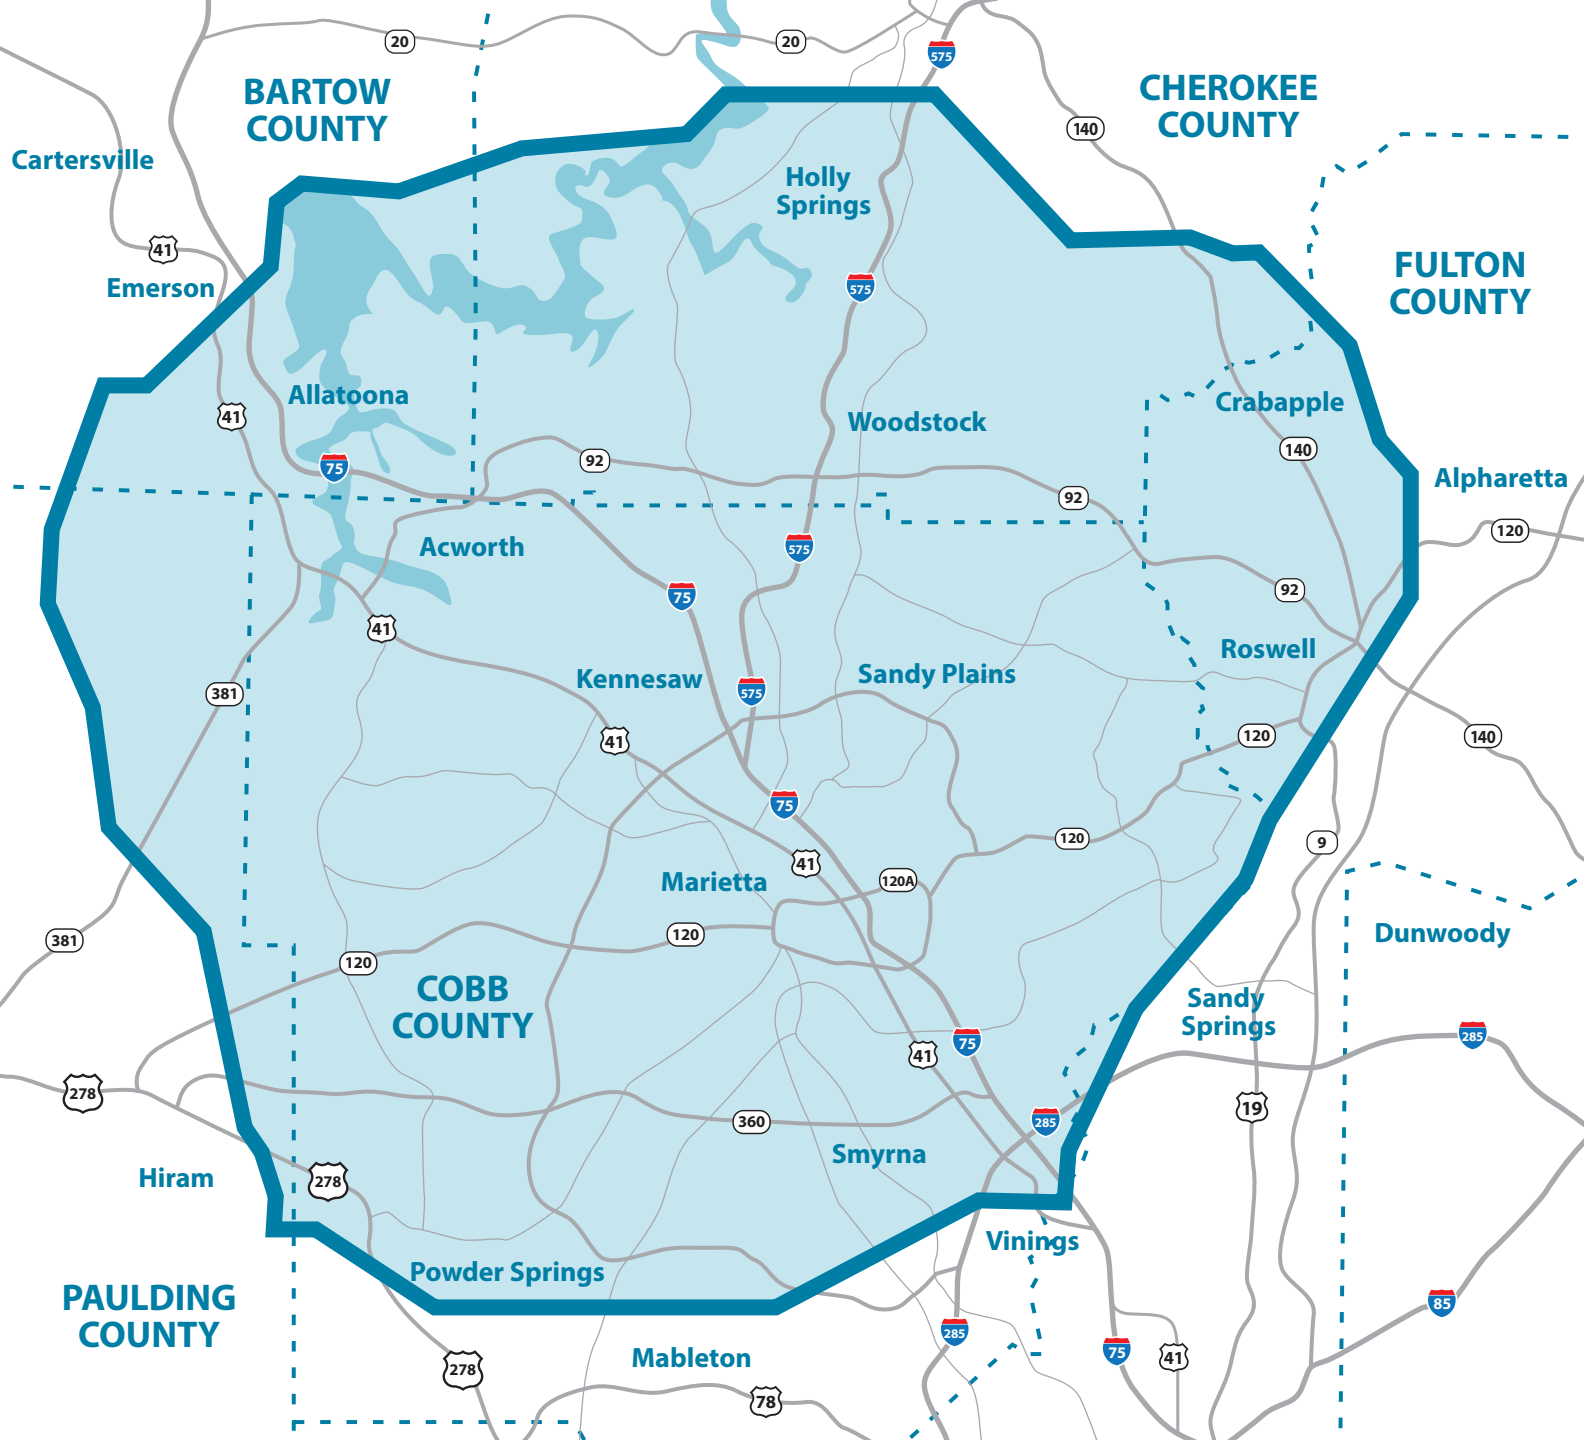 20
20
575
BARTOW
COUNTY
CHEROKEE
COUNTY
140
Cartersville
Holly
Springs
41
Emerson
575
FULTON
COUNTY
Allatoona
41
Woodstock
Crabapple
75
92
140
Alpharetta
92
120
Acworth
575
75
92
41
Roswell
Kennesaw
Sandy Plains
381
575
41
120
140
75
120
9
41
Marietta
120A
120
381
120
Dunwoody
COBB
COUNTY
Sandy
Springs
285
75
41
278
19
360
285
Smyrna
Hiram
278
Vinings
Powder Springs
PAULDING
COUNTY
85
285
75
41
Mableton
278
78